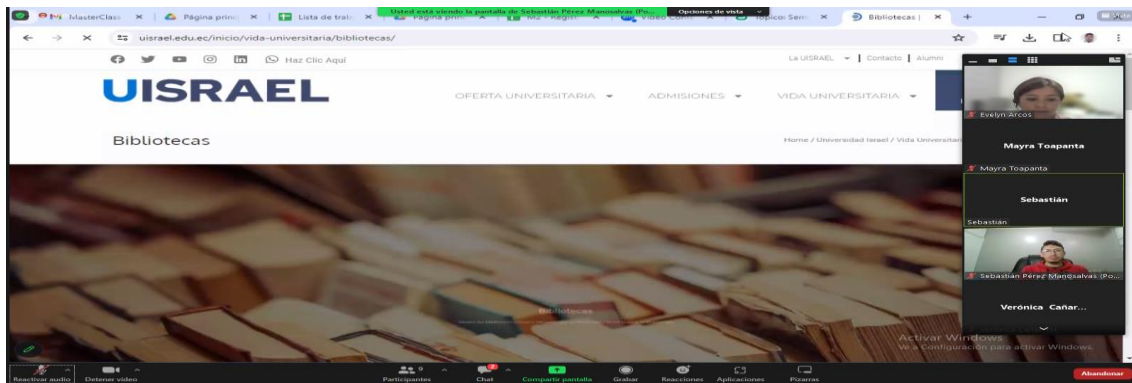 MasterClass
Página princ
Lista de trab
Usted está viendo la pantalla de Sebastián Pérez Manosalvas (Po...
Opciones de vista
Bibliotecas |
uisrael.edu.ec/inicio/vida-universitaria/bibliotecas/
Haz Clic Aquí
La UISRAEL | Contacto | Alumni
UISRAEL
OFERTA UNIVERSITARIA
ADMISIONES
VIDA UNIVERSITARIA
Bibliotecas
Home / Universidad Israel / Vida Universitari
Evelyn Arcos
Mayra Toapanta
Mayra Toapanta
Sebastián
Sebastián
Sebastián Pérez Manosalvas (Po...
Verónica Cañar...
Bibliotecas
Activar Windows
Ve a Configuración para activar Windows.
Reactivar audio
Detener video
Participantes
9
Chat
2
Compartir pantalla
Grabar
Reacciones
Aplicaciones
Pizarras
Abandonar